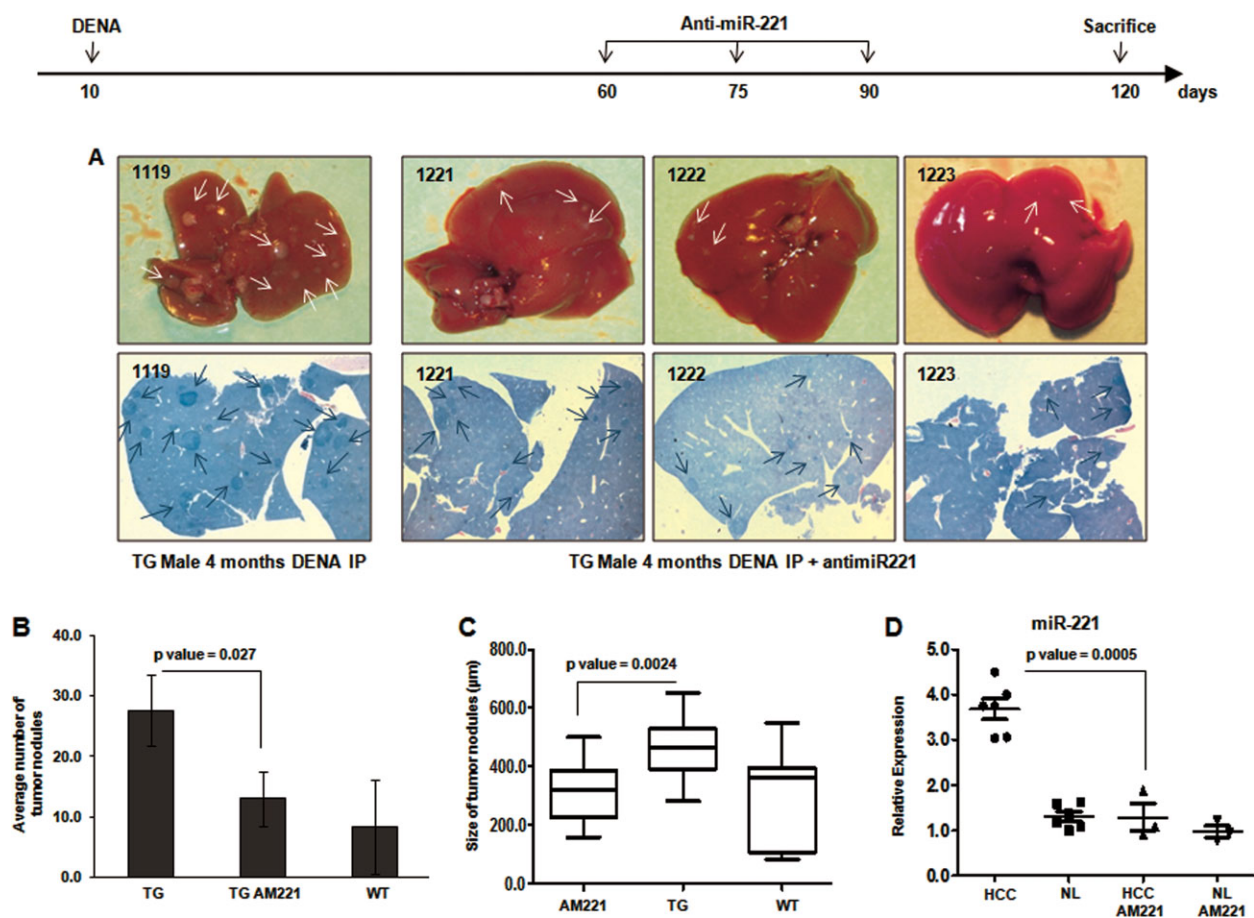 DENA Anti-miR-221 Sacrifice
10 60 75 90 120 days
A
1119 1221 1222 1223
1119 1221 1222 1223
TG Male 4 months DENA IP TG Male 4 months DENA IP + antimiR221
B
Average number of
tumor nodules
40.0
30.0
20.0
10.0
0.0
p value = 0.027
TG TG AM221 WT
C
Size of tumor nodules (µm)
800.0
600.0
400.0
200.0
0.0
p value = 0.0024
AM221 TG WT
D
miR-221
Relative Expression
5.0
4.0
3.0
2.0
1.0
0.0
p value = 0.0005
HCC NL HCC NL
AM221 AM221